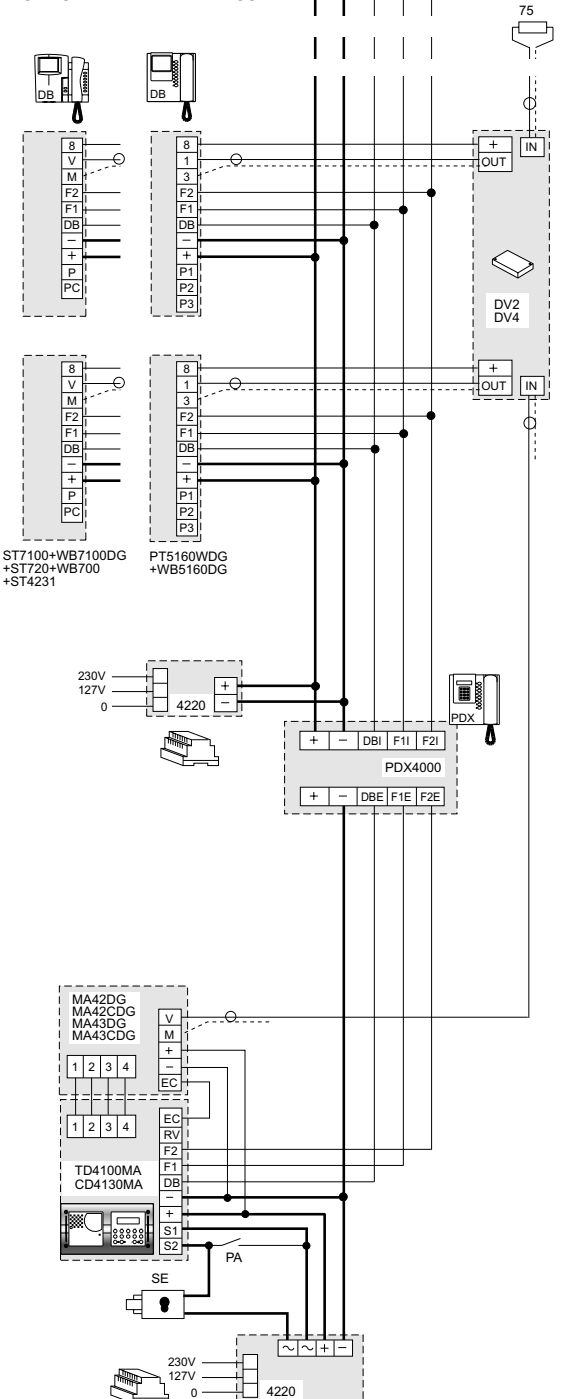 75
DB
DB
8
V
M
F2
F1
DB
−
+
P
PC
8
1
3
F2
F1
DB
−
+
P1
P2
P3
+
OUT
IN
DV2
DV4
+
OUT
IN
8
V
M
F2
F1
DB
−
+
P
PC
8
1
3
F2
F1
DB
−
+
P1
P2
P3
ST7100+WB7100DG
+ST720+WB700
+ST4231
PT5160WDG
+WB5160DG
230V
127V
0
4220
+
−
PDX
+ − DBI F1I F2I
PDX4000
+ − DBE F1E F2E
MA42DG
MA42CDG
MA43DG
MA43CDG
1 2 3 4
V
M
+
−
EC
1 2 3 4
TD4100MA
CD4130MA
EC
RV
F2
F1
DB
−
+
S1
S2
PA
SE
~ ~ + −
230V
127V
0
4220